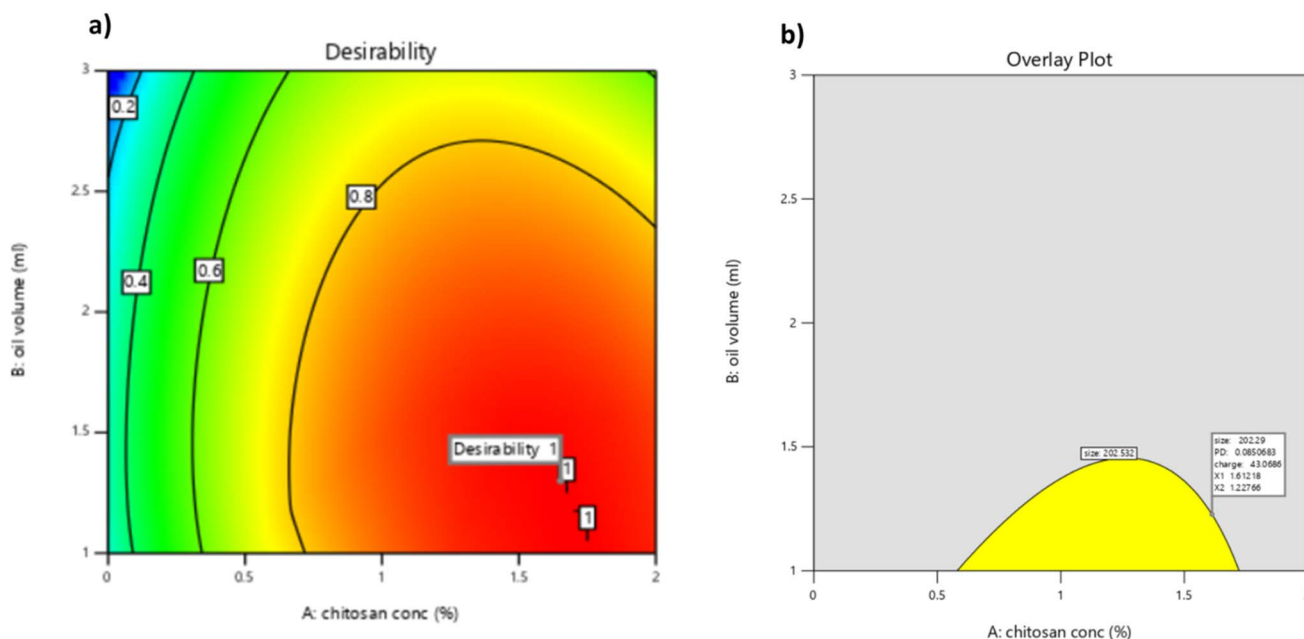 a)
Desirability
3
2.5
2
1.5
1
B: oil volume (ml)
0.2
0.4
0.6
0.8
Desirability 1
1
1
0
0.5
1
1.5
2
A: chitosan conc (%)
b)
Overlay Plot
3
2.5
2
1.5
1
B: oil volume (ml)
size: 202.532
size: 202.29
PD: 0.0850683
charge: 43.0686
X1 1.61218
X2 1.22766
0
0.5
1
1.5
A: chitosan conc (%)